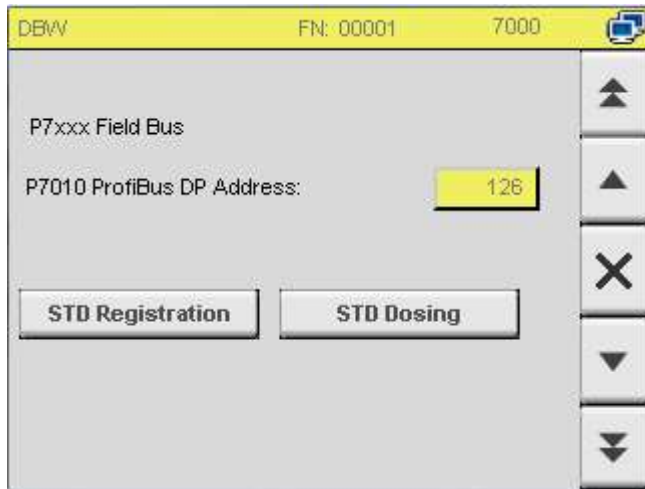 DBW FN: 00001 7000
P7xxx Field Bus
P7010 ProfiBus DP Address: 126
STD Registration STD Dosing